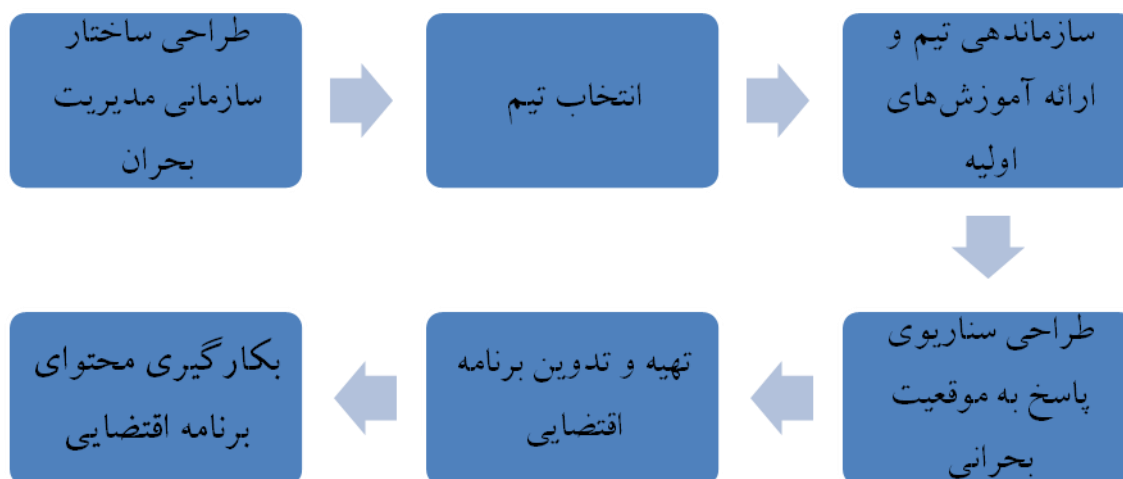 طراحی ساختار
سازمانی مدیریت
بحران
انتخاب تیم
سازماندهی تیم و
ارائه آموزش‌های
اولیه
طراحی سناریوی
پاسخ به موقعیت
بحرانی
تهیه و تدوین برنامه
اقتضایی
بکارگیری محتوای
برنامه اقتضایی